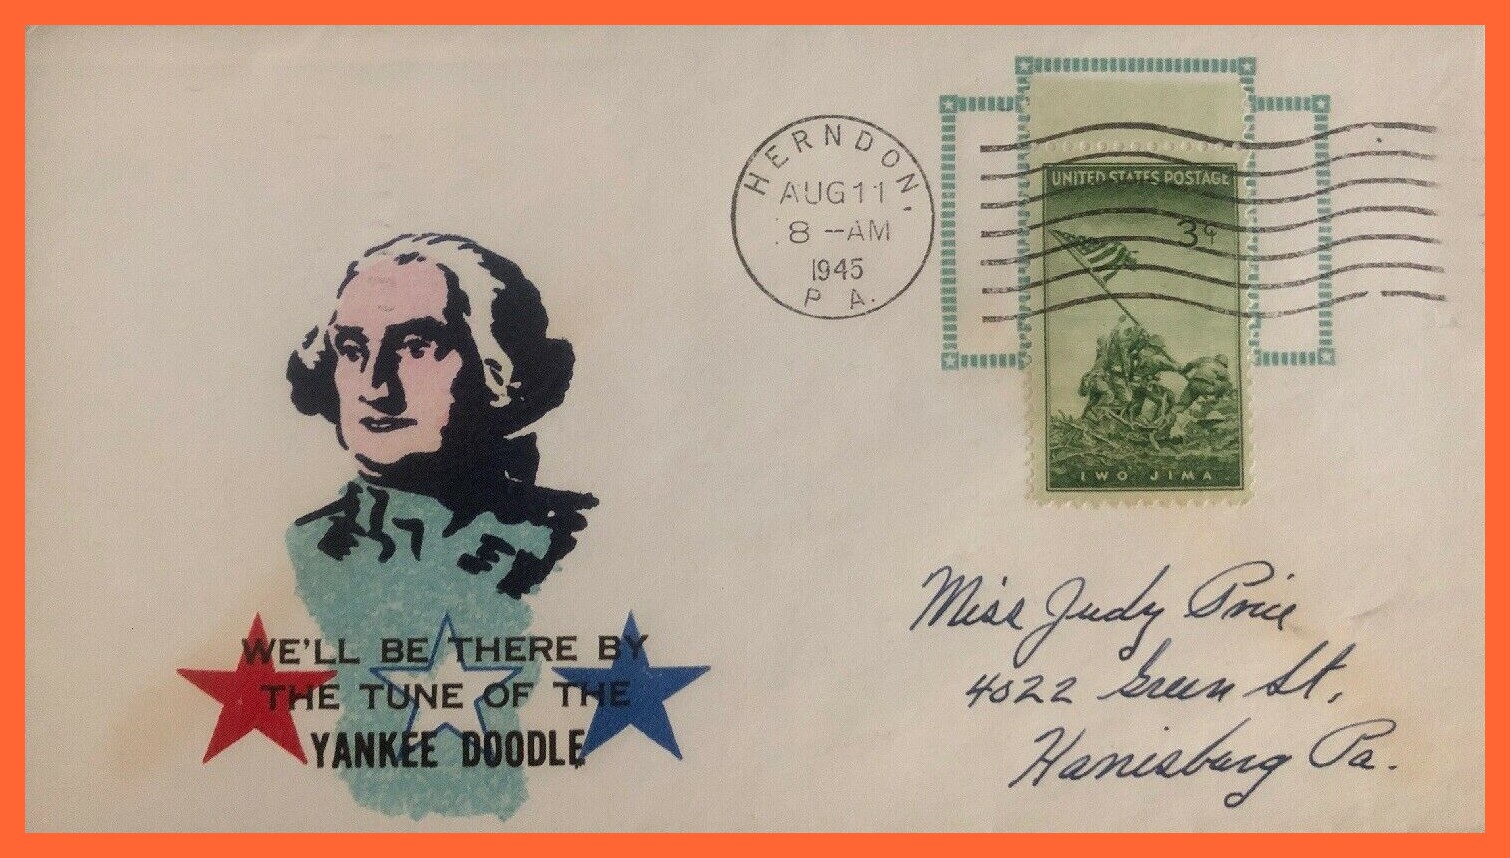 HERNDON,
AUG 11
8 - AM
1945
P A.
UNITED STATES POSTAGE
3¢
IWO JIMA
WE'LL BE THERE BY
THE TUNE OF THE
YANKEE DOODLE
Miss Judy Price
4022 Green St,
Harrisburg Pa.